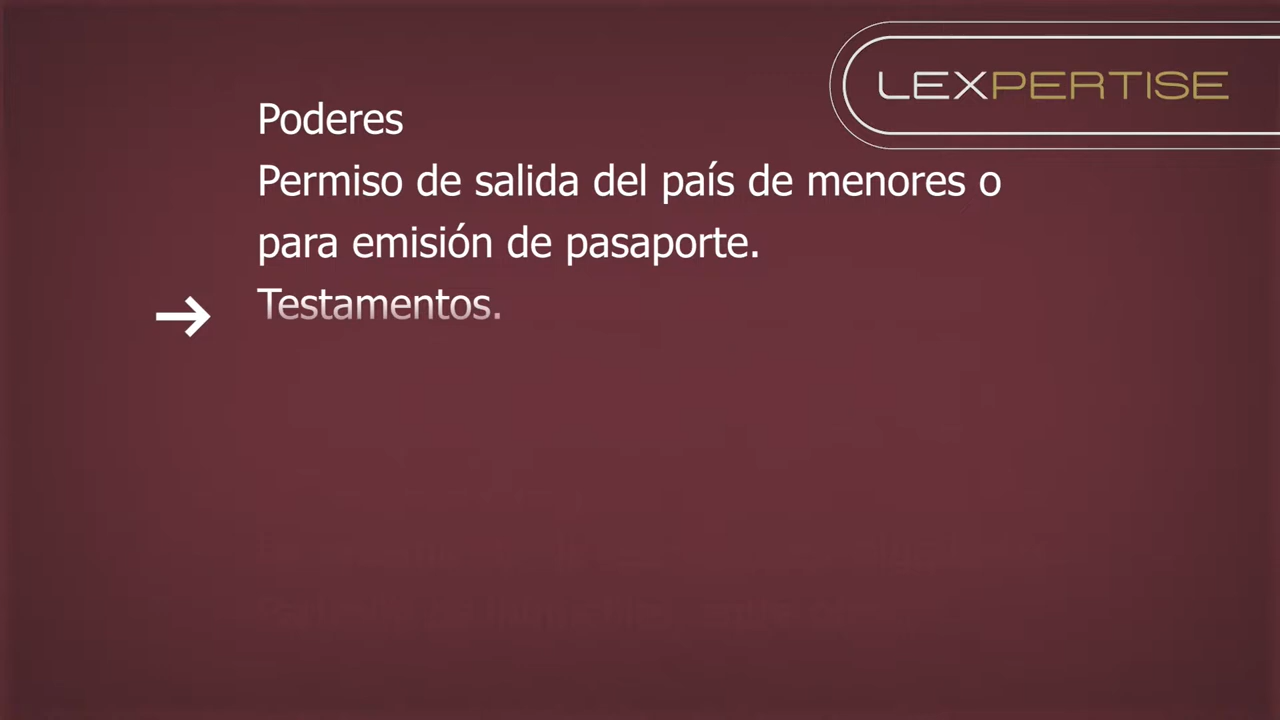 LEXPERTISE
Poderes
Permiso de salida del país de menores o
para emisión de pasaporte.
Testamentos.